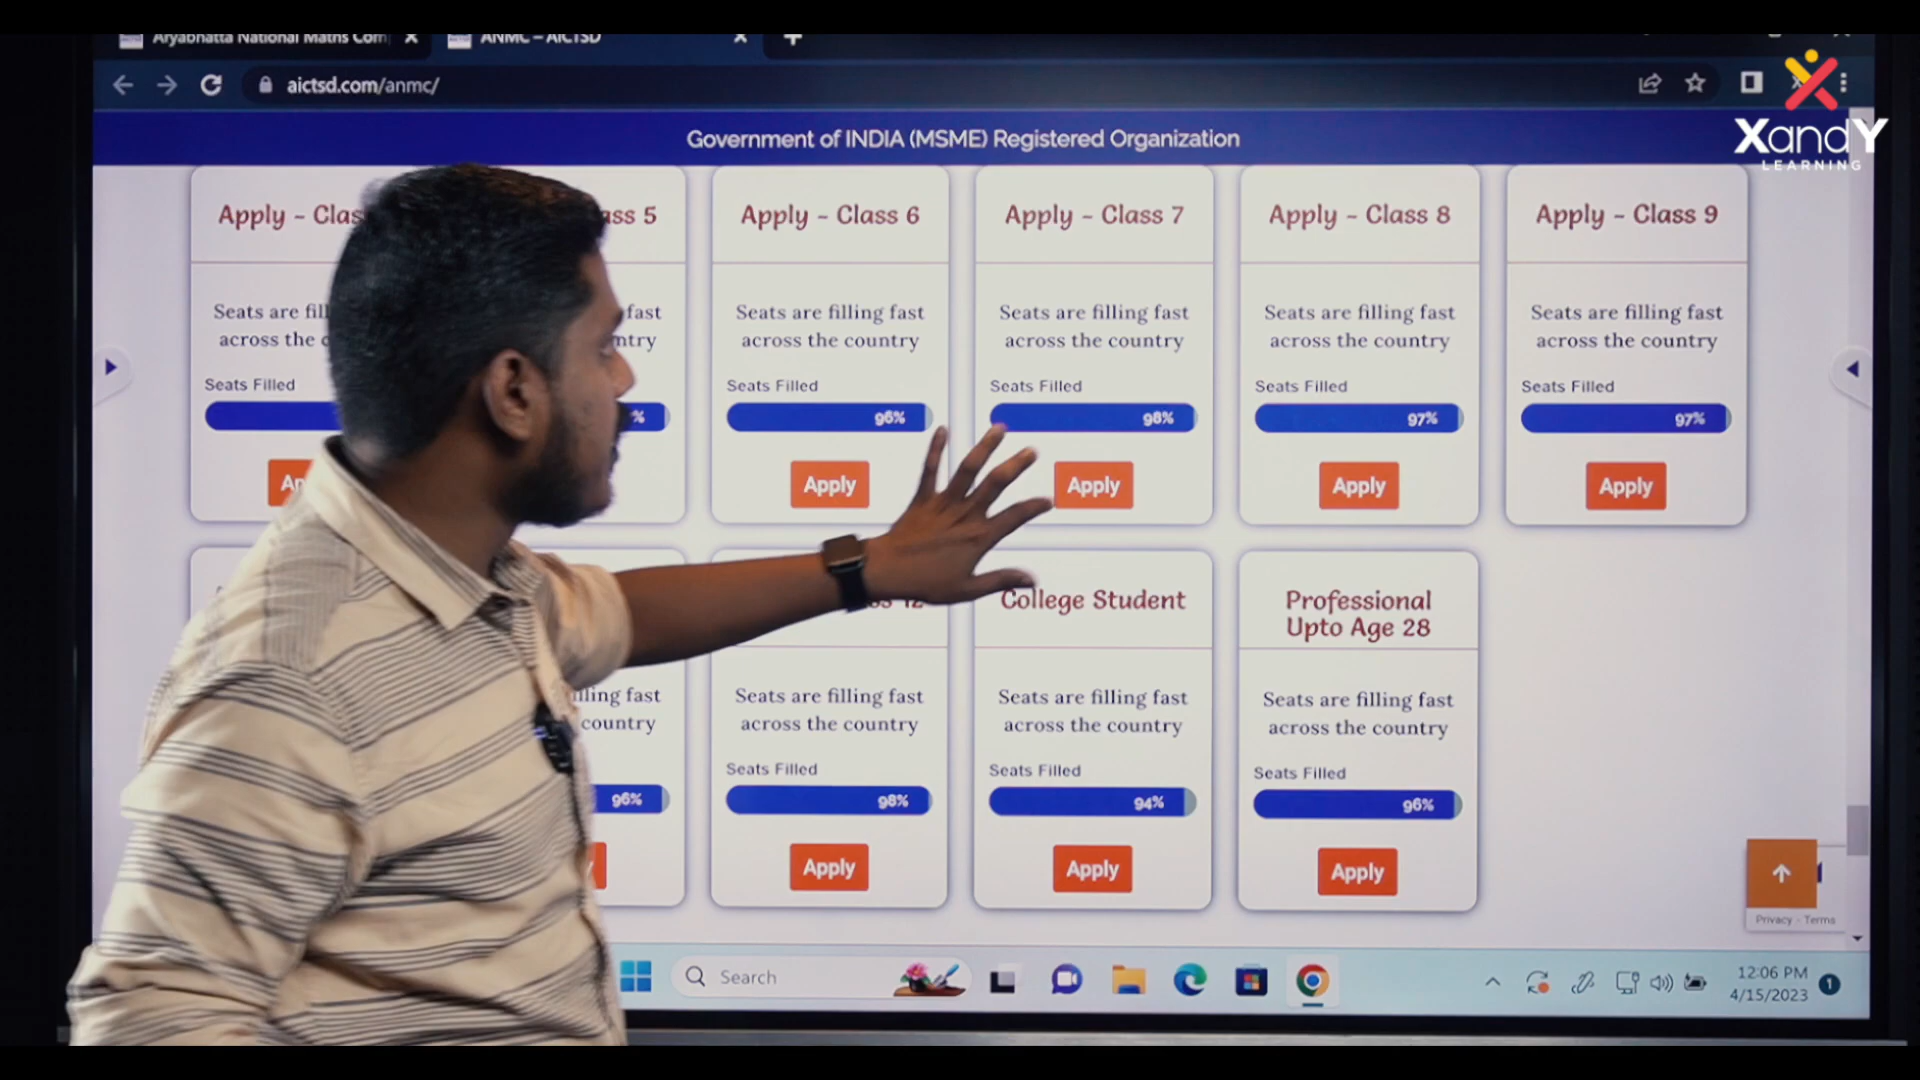 Aryabhatta National Maths Com
ANMC – AICTSD
aictsd.com/anmc/
XandY
LEARNING
Government of INDIA (MSME) Registered Organization
Apply - Clas
ass 5
Apply - Class 6
Apply - Class 7
Apply - Class 8
Apply - Class 9
Seats are fill
across the
fast
ntry
Seats are filling fast
across the country
Seats are filling fast
across the country
Seats are filling fast
across the country
Seats are filling fast
across the country
Seats Filled
Seats Filled
Seats Filled
Seats Filled
Seats Filled
%
96%
98%
97%
97%
Ap
Apply
Apply
Apply
Apply
College Student
Professional
Upto Age 28
lling fast
country
Seats are filling fast
across the country
Seats are filling fast
across the country
Seats are filling fast
across the country
Seats Filled
Seats Filled
Seats Filled
96%
98%
94%
96%
Apply
Apply
Apply
Privacy - Terms
Search
12:06 PM
4/15/2023
1